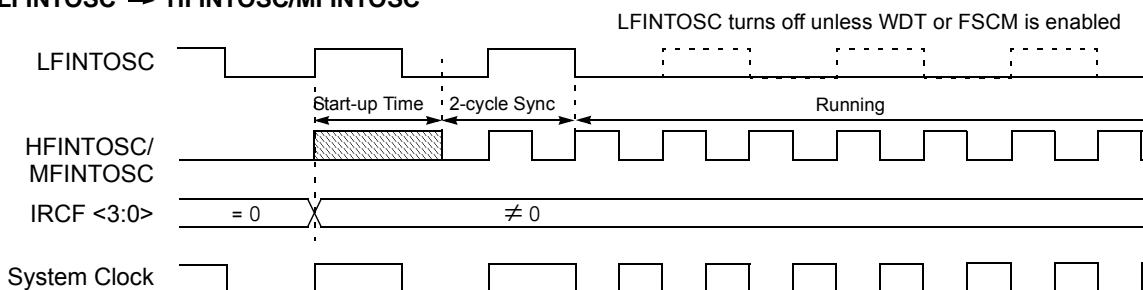 LFINTOSC → HFINTOSC/MFINTOSC
LFINTOSC turns off unless WDT or FSCM is enabled
LFINTOSC
Start-up Time 2-cycle Sync Running
HFINTOSC/
MFINTOSC
IRCF <3:0> = 0 ≠ 0
System Clock